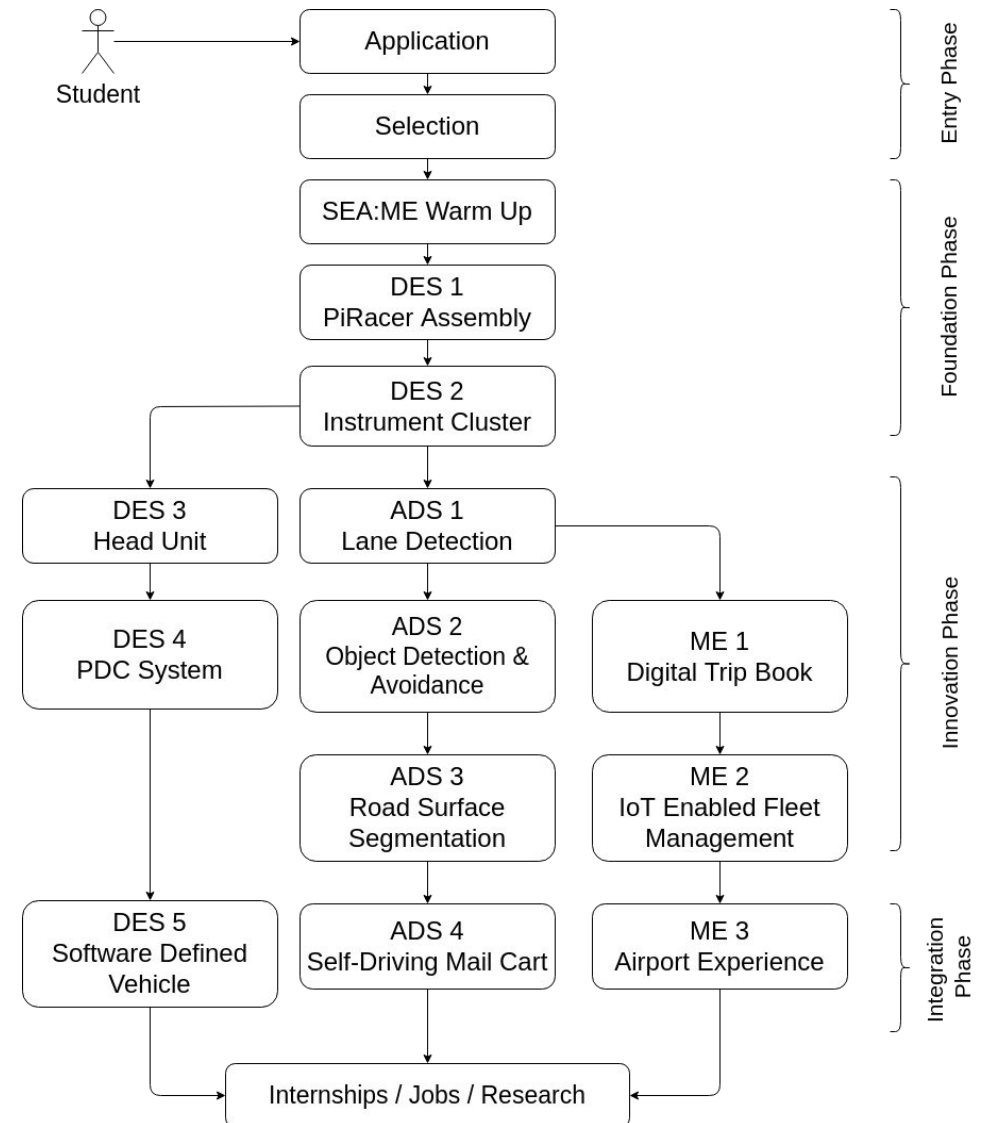 Application
Student
Selection
Entry Phase
SEA:ME Warm Up
DES 1
PiRacer Assembly
DES 2
Instrument Cluster
Foundation Phase
DES 3
Head Unit
ADS 1
Lane Detection
DES 4
PDC System
ADS 2
Object Detection &
Avoidance
ME 1
Digital Trip Book
ADS 3
Road Surface
Segmentation
ME 2
IoT Enabled Fleet
Management
Innovation Phase
DES 5
Software Defined
Vehicle
ADS 4
Self-Driving Mail Cart
ME 3
Airport Experience
Integration
Phase
Internships / Jobs / Research